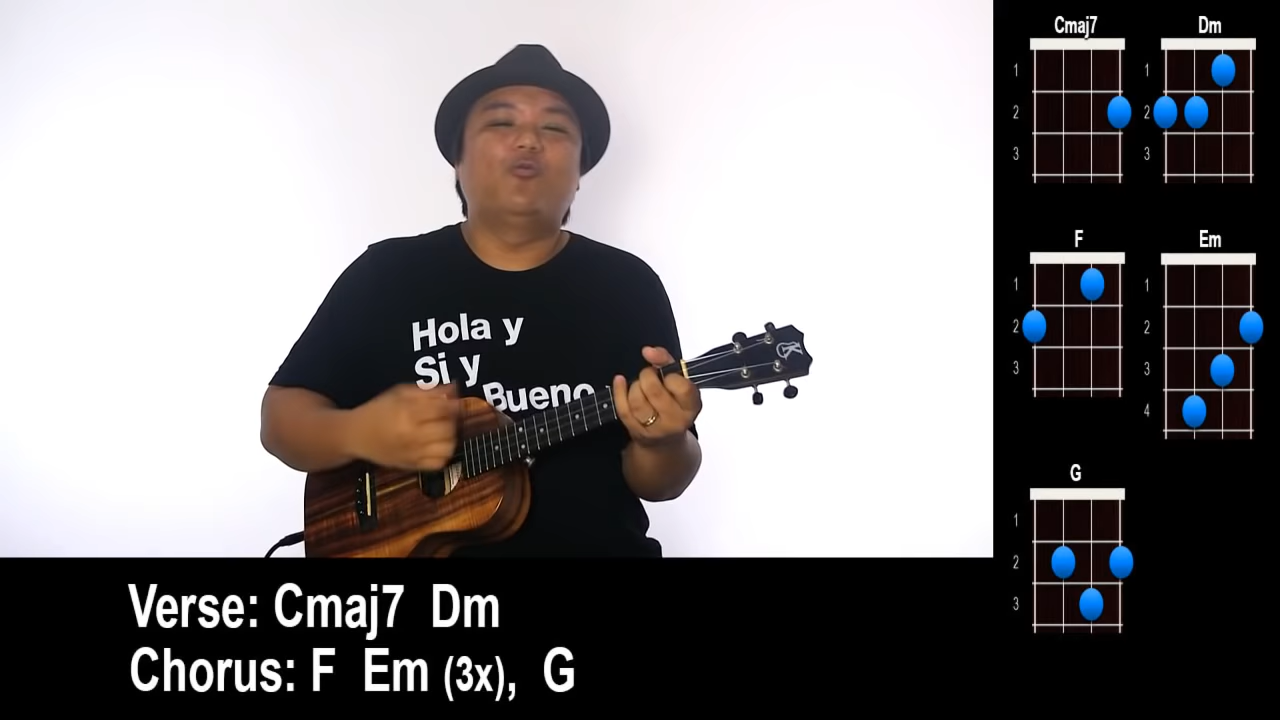 Hola y
Si y
Bueno
Verse: Cmaj7 Dm
Chorus: F Em (3x), G
Cmaj7
1
2
3
Dm
1
2
3
F
1
2
3
Em
1
2
3
4
G
1
2
3
K